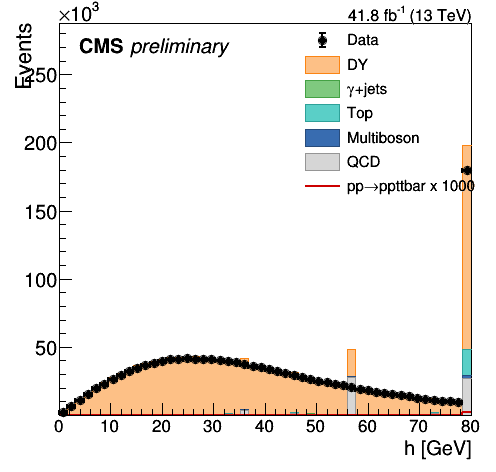 ×10³
41.8 fb⁻¹ (13 TeV)
Events
CMS preliminary
Data
DY
γ+jets
Top
Multiboson
QCD
pp→ppttbar x 1000
250
200
150
100
50
0 10 20 30 40 50 60 70 80
h [GeV]